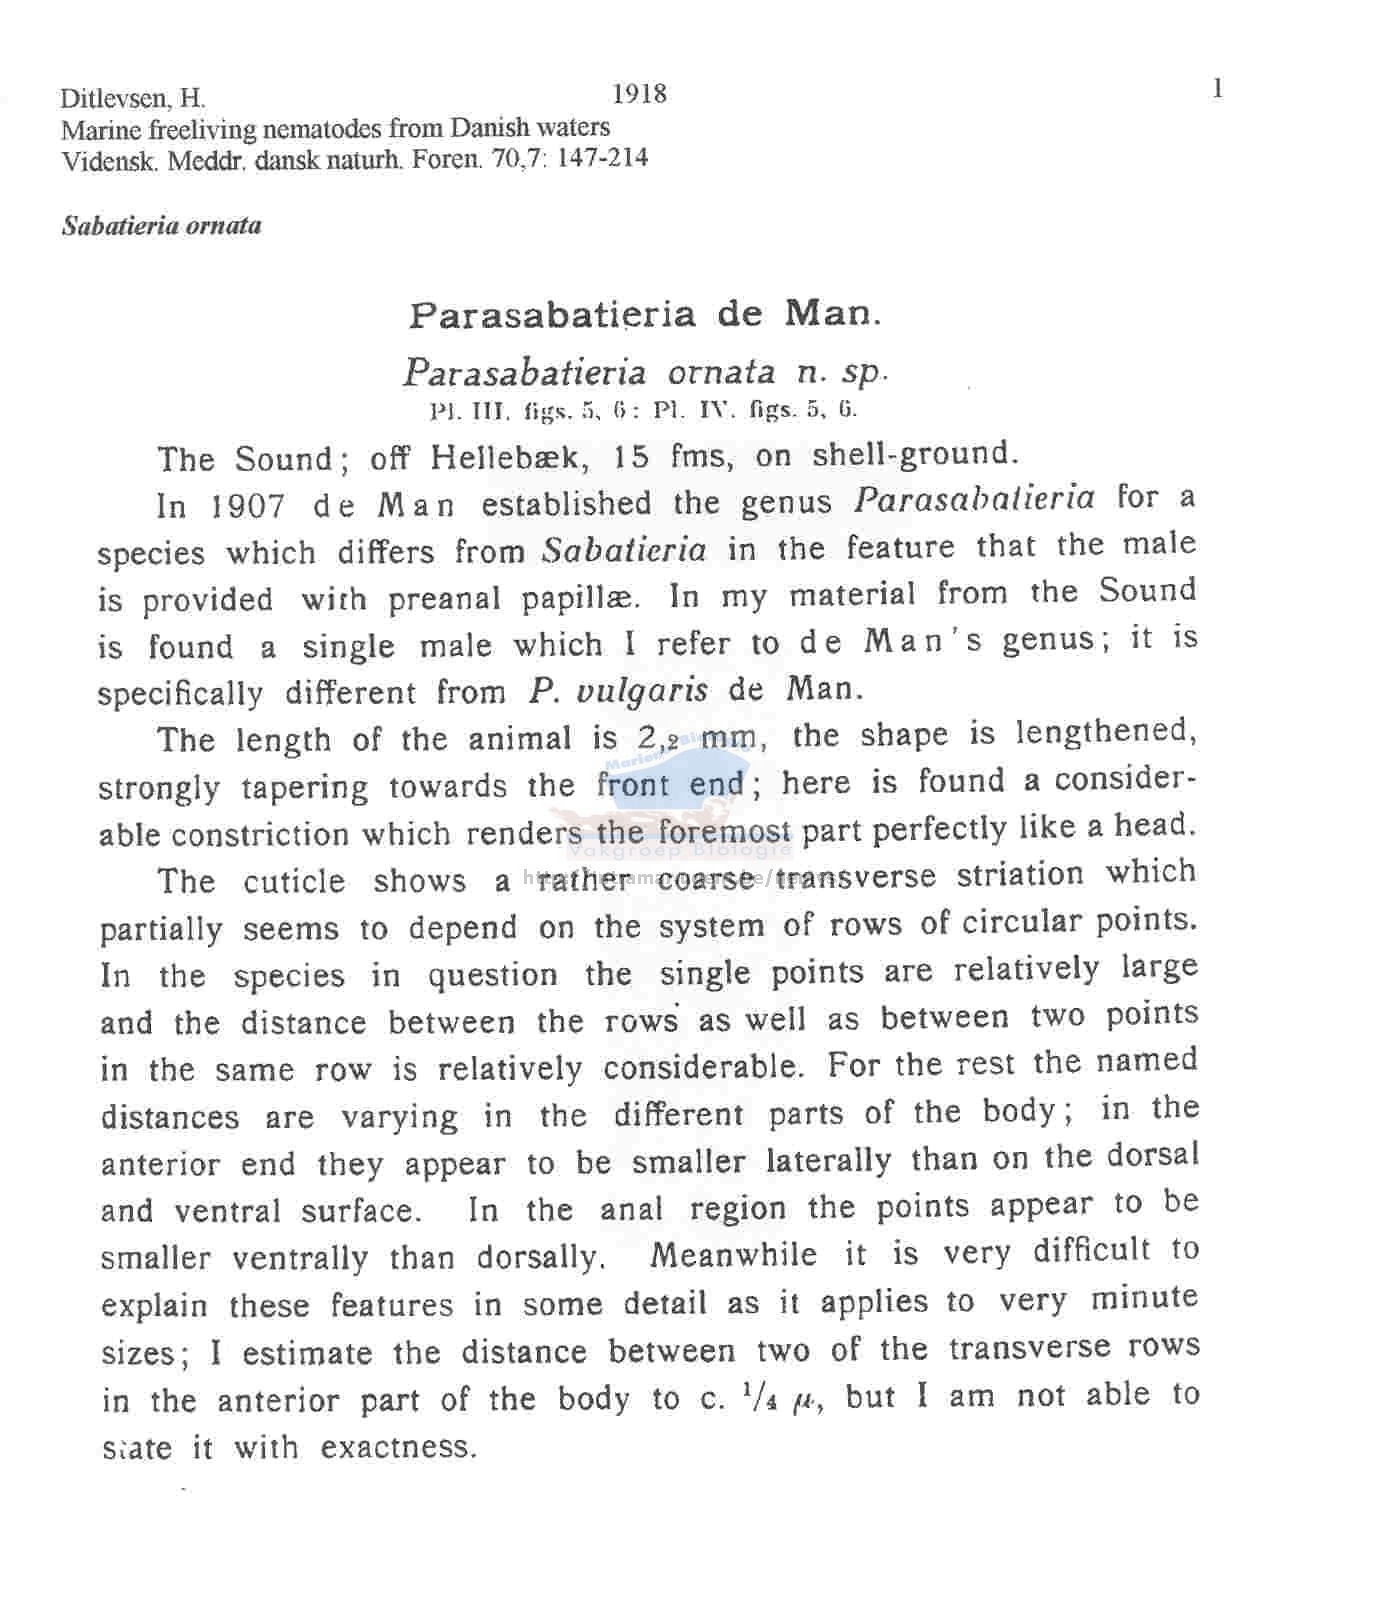 Ditlevsen, H. 1918 1
Marine freeliving nematodes from Danish waters
Vidensk. Meddr. dansk naturh. Foren. 70,7: 147-214
Sabatieria ornata
Parasabatieria de Man.
Parasabatieria ornata n. sp.
Pl. III. figs. 5, 6: Pl. IV. figs. 5, 6.
The Sound; off Hellebæk, 15 fms, on shell-ground.
In 1907 de Man established the genus Parasabatieria for a
species which differs from Sabatieria in the feature that the male
is provided with preanal papillæ. In my material from the Sound
is found a single male which I refer to de Man's genus; it is
specifically different from P. vulgaris de Man.
The length of the animal is 2,2 mm, the shape is lengthened,
strongly tapering towards the front end; here is found a consider-
able constriction which renders the foremost part perfectly like a head.
Vakgroep Biologie
The cuticle shows a rather coarse transverse striation which
partially seems to depend on the system of rows of circular points.
In the species in question the single points are relatively large
and the distance between the rows as well as between two points
in the same row is relatively considerable. For the rest the named
distances are varying in the different parts of the body; in the
anterior end they appear to be smaller laterally than on the dorsal
and ventral surface. In the anal region the points appear to be
smaller ventrally than dorsally. Meanwhile it is very difficult to
explain these features in some detail as it applies to very minute
sizes; I estimate the distance between two of the transverse rows
in the anterior part of the body to c. 1/4 μ, but I am not able to
state it with exactness.